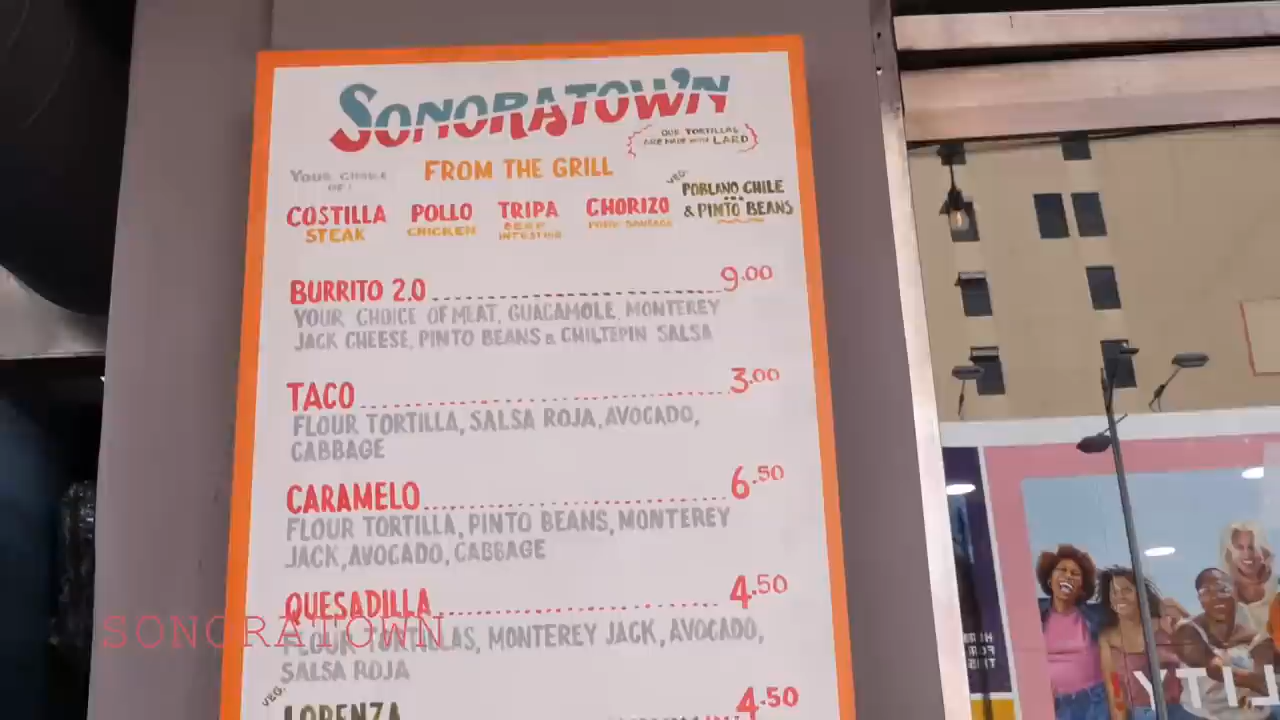 SONORATOWN
OUR TORTILLAS
ARE MADE WITH LARD
FROM THE GRILL
YOUR CHOICE
OF:
COSTILLA
STEAK
POLLO
CHICKEN
TRIPA
BEEF
INTESTINE
CHORIZO
PORK SAUSAGE
VEG.
POBLANO CHILE
& PINTO BEANS
BURRITO 2.0 9.00
YOUR CHOICE OF MEAT, GUACAMOLE, MONTEREY
JACK CHEESE, PINTO BEANS & CHILTEPIN SALSA
TACO 3.00
FLOUR TORTILLA, SALSA ROJA, AVOCADO,
CABBAGE
CARAMELO 6.50
FLOUR TORTILLA, PINTO BEANS, MONTEREY
JACK, AVOCADO, CABBAGE
QUESADILLA 4.50
FLOUR TORTILLAS, MONTEREY JACK, AVOCADO,
SALSA ROJA
VEG.
LORENZA 4.50
SONORATOWN